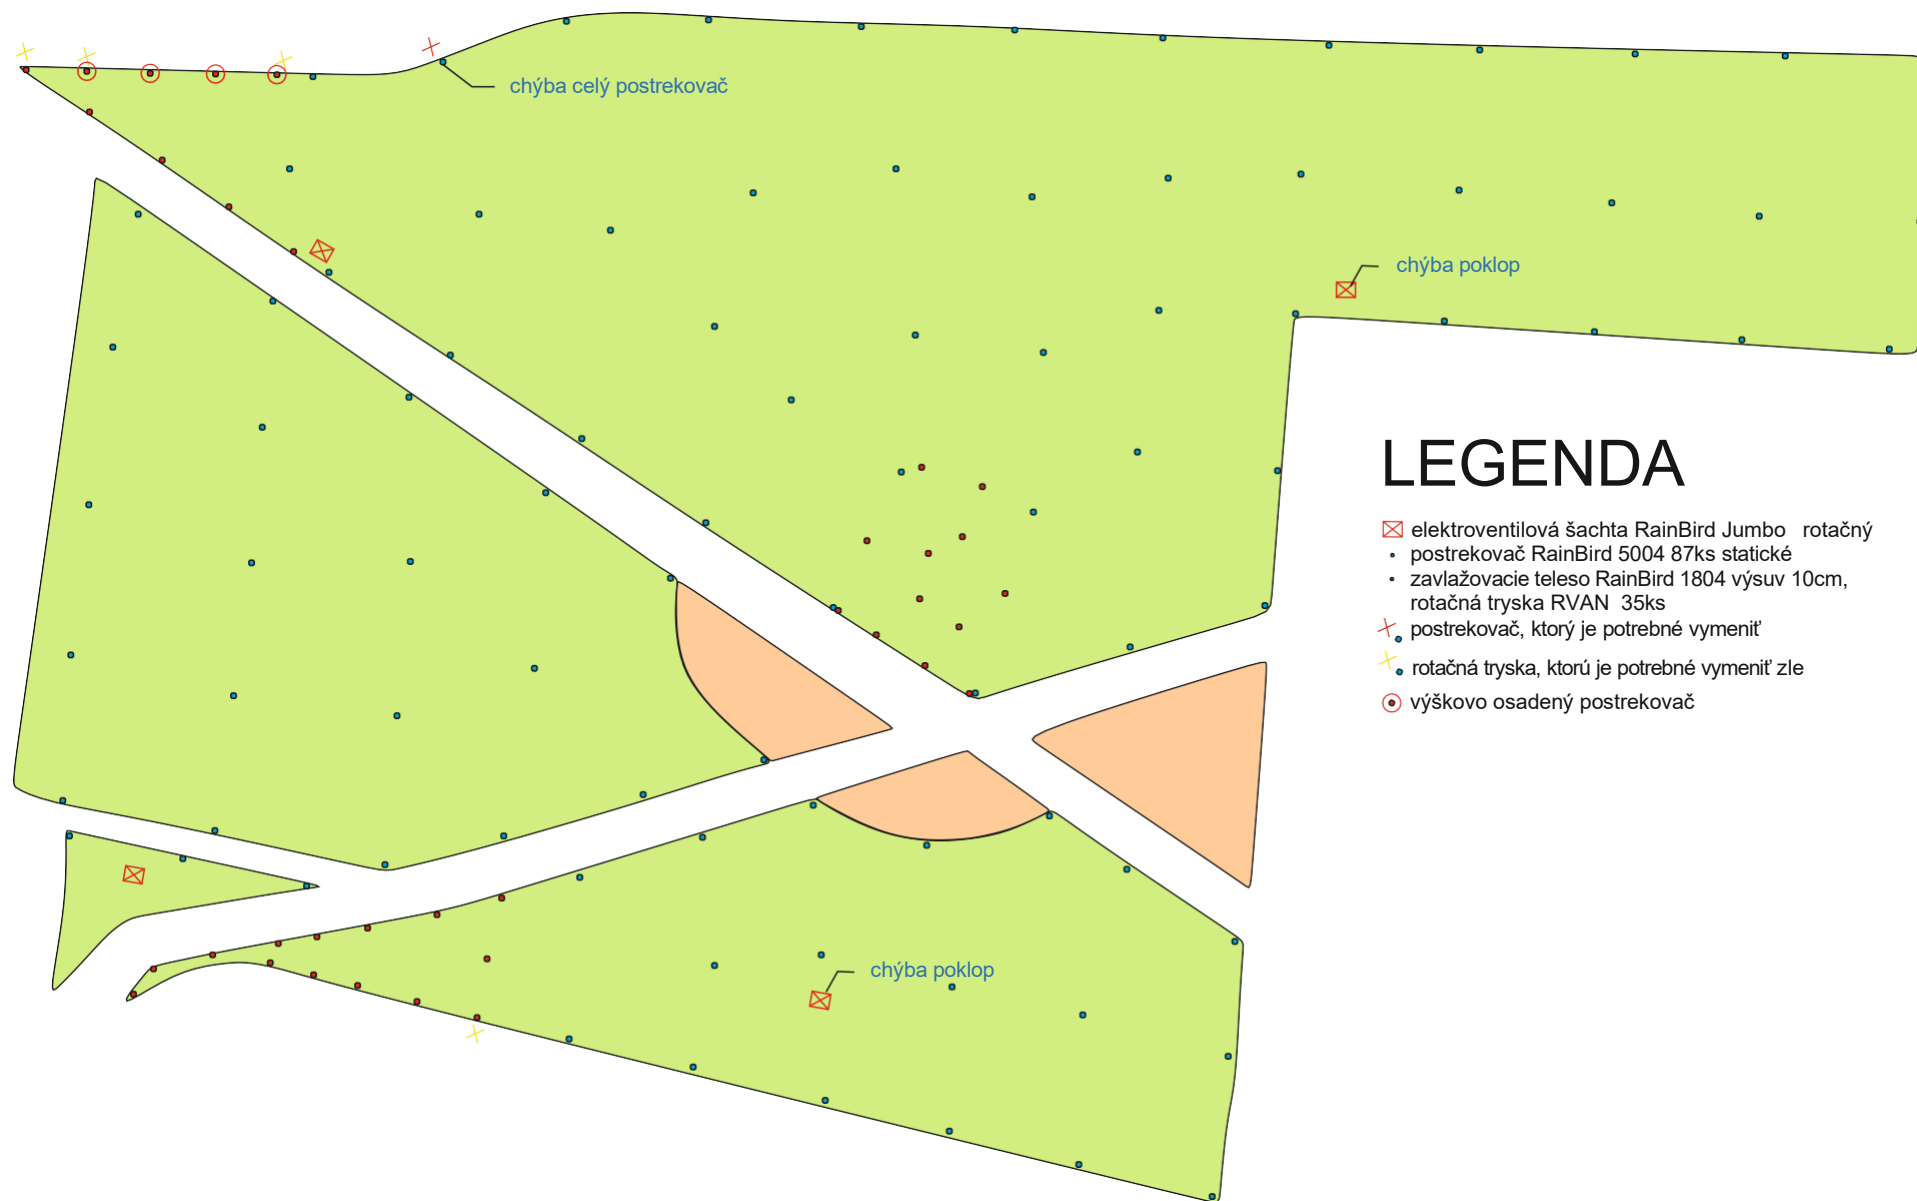 chýba celý postrekovač
chýba poklop
LEGENDA
elektroventilová šachta RainBird Jumbo rotačný
postrekovač RainBird 5004 87ks statické
zavlažovacie teleso RainBird 1804 výsuv 10cm,
rotačná tryska RVAN 35ks
postrekovač, ktorý je potrebné vymeniť
rotačná tryska, ktorú je potrebné vymeniť zle
výškovo osadený postrekovač
chýba poklop